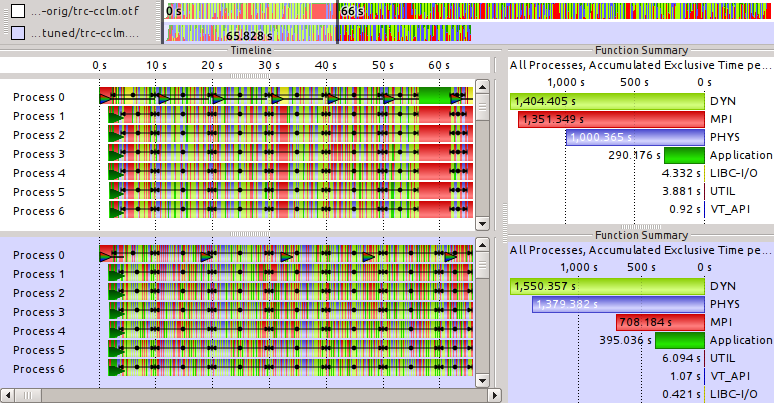 ...-orig/trc-cclm.otf 0 s 66 s
...tuned/trc-cclm.... 65.828 s
Timeline
0 s 10 s 20 s 30 s 40 s 50 s 60 s
Process 0
Process 1
Process 2
Process 3
Process 4
Process 5
Process 6
Function Summary
All Processes, Accumulated Exclusive Time pe...
1,000 s 500 s 0 s
1,404.405 s DYN
1,351.349 s MPI
1,000.365 s PHYS
290.176 s Application
4.332 s LIBC-I/O
3.881 s UTIL
0.92 s VT_API
Process 0
Process 1
Process 2
Process 3
Process 4
Process 5
Process 6
Function Summary
All Processes, Accumulated Exclusive Time pe...
1,000 s 500 s 0 s
1,550.357 s DYN
1,379.382 s PHYS
708.184 s MPI
395.036 s Application
6.094 s UTIL
1.07 s VT_API
0.421 s LIBC-I/O